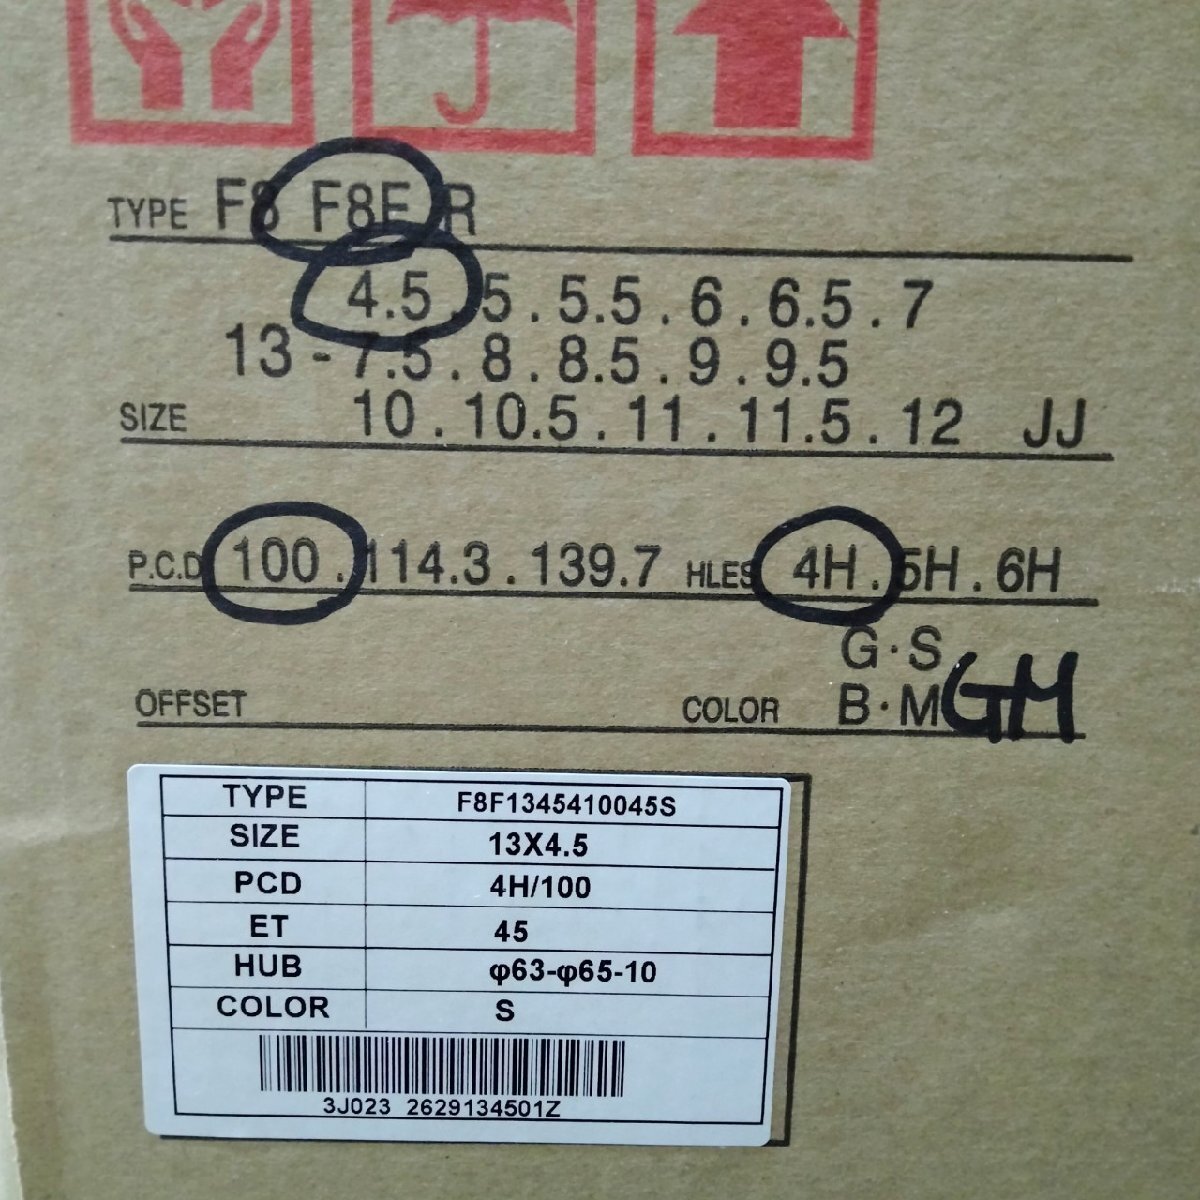 TYPE F8 F8F R
4.5 . 5 . 5.5 . 6 . 6.5 . 7
13 - 7.5 . 8 . 8.5 . 9 . 9.5
SIZE 10 . 10.5 . 11 . 11.5 . 12 JJ
P.C.D 100 . 114.3 . 139.7 HLES 4H . 5H . 6H
G · S
OFFSET COLOR B · M GM
TYPE F8F1345410045S
SIZE 13X4.5
PCD 4H/100
ET 45
HUB φ63-φ65-10
COLOR S
3J023 2629134501Z